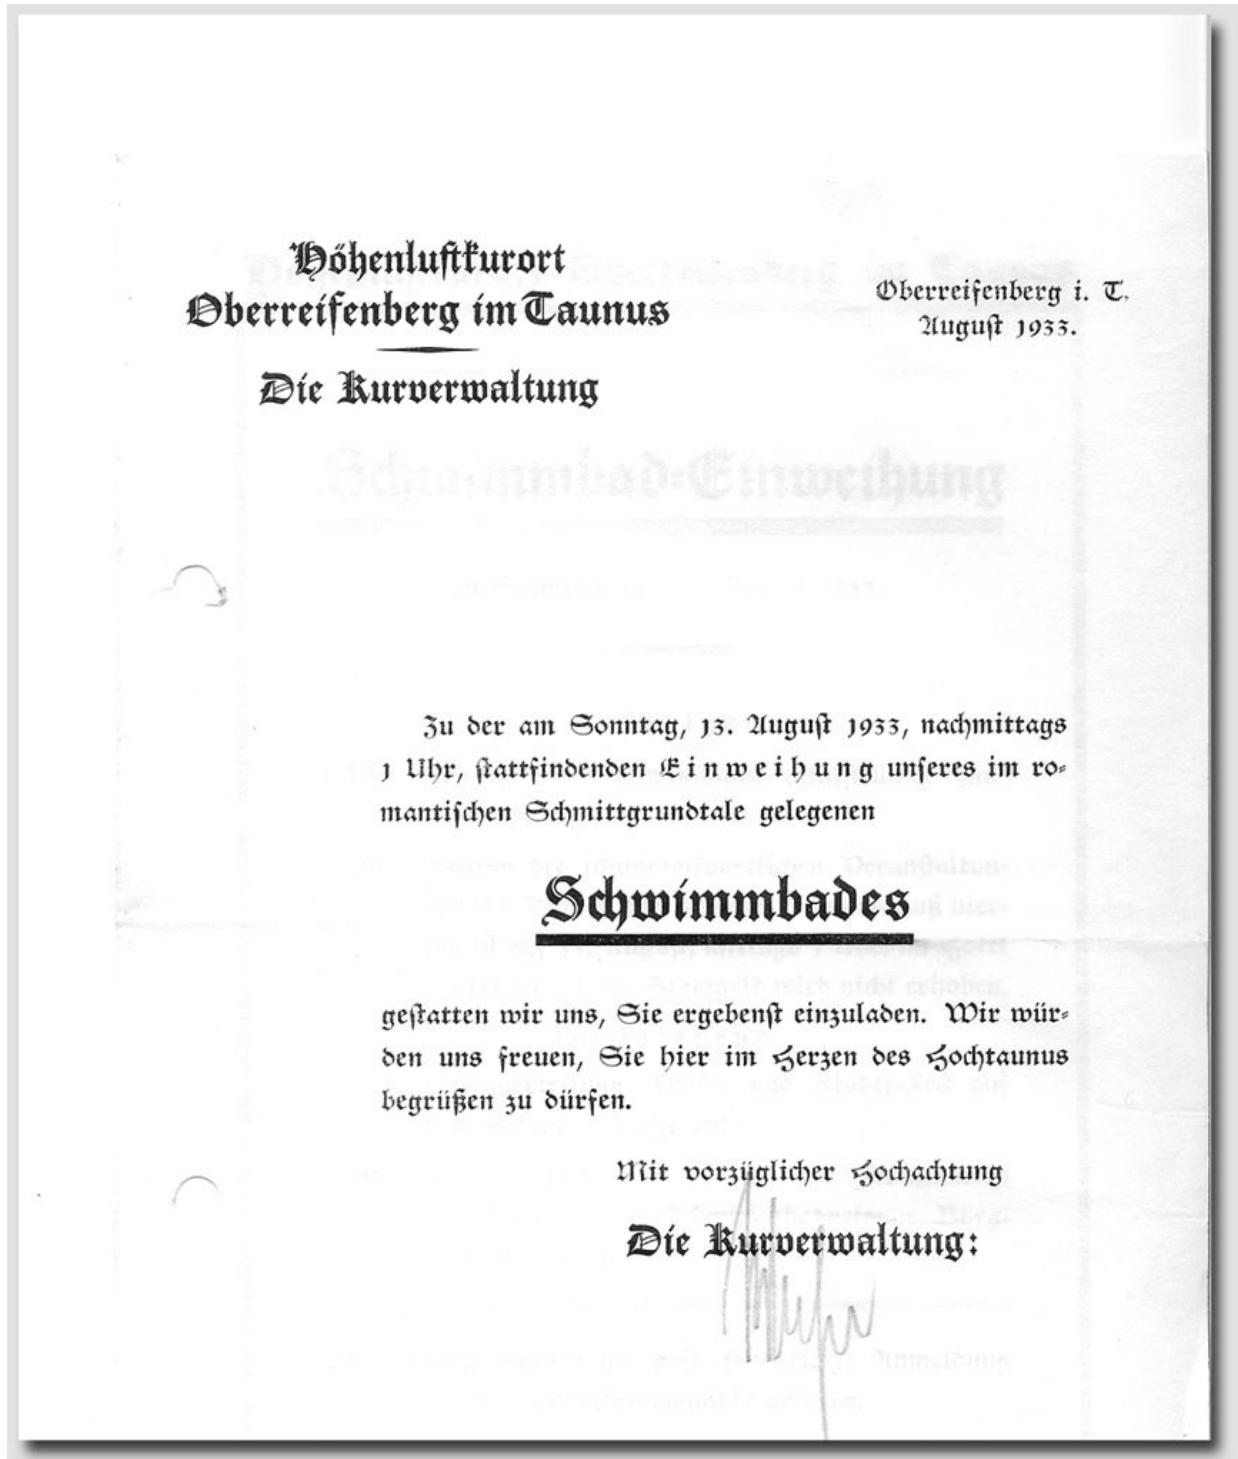 Höhenluftkurort
Oberreifenberg im Taunus
Die Kurverwaltung
Oberreifenberg i. T.
August 1933.
Zu der am Sonntag, 13. August 1933, nachmittags
1 Uhr, stattfindenden Einweihung unseres im ro-
mantischen Schmittgrundtale gelegenen
Schwimmbades
gestatten wir uns, Sie ergebenst einzuladen. Wir wür-
den uns freuen, Sie hier im Herzen des Hochtaunus
begrüßen zu dürfen.
Mit vorzüglicher Hochachtung
Die Kurverwaltung: